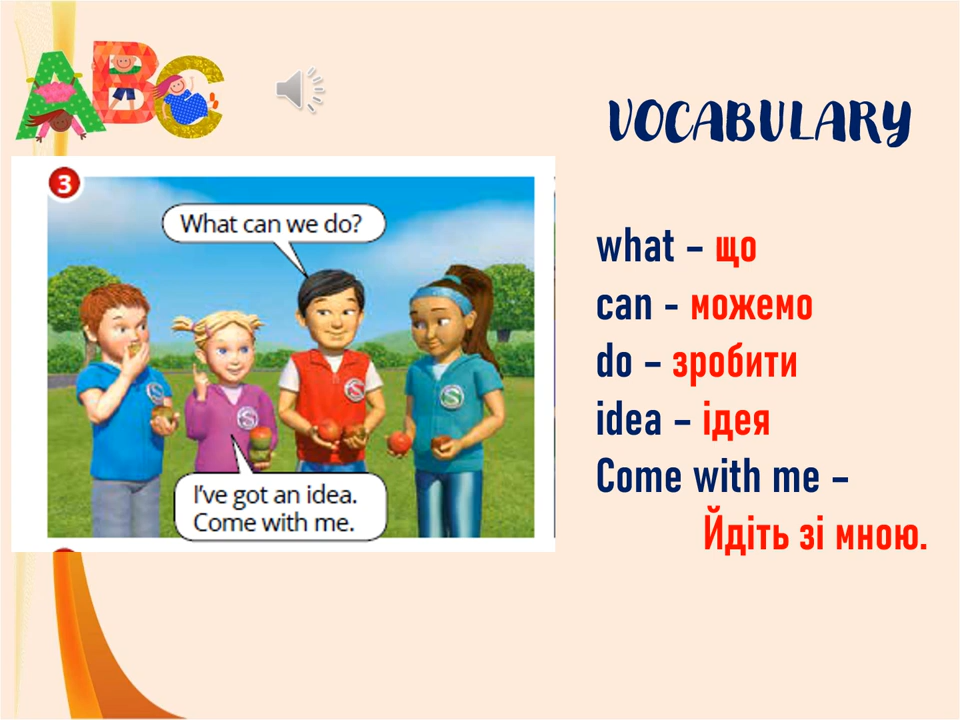 ABC
VOCABULARY
3
What can we do?
I've got an idea.
Come with me.
what – що
can - можемо
do – зробити
idea – ідея
Come with me –
Йдіть зі мною.